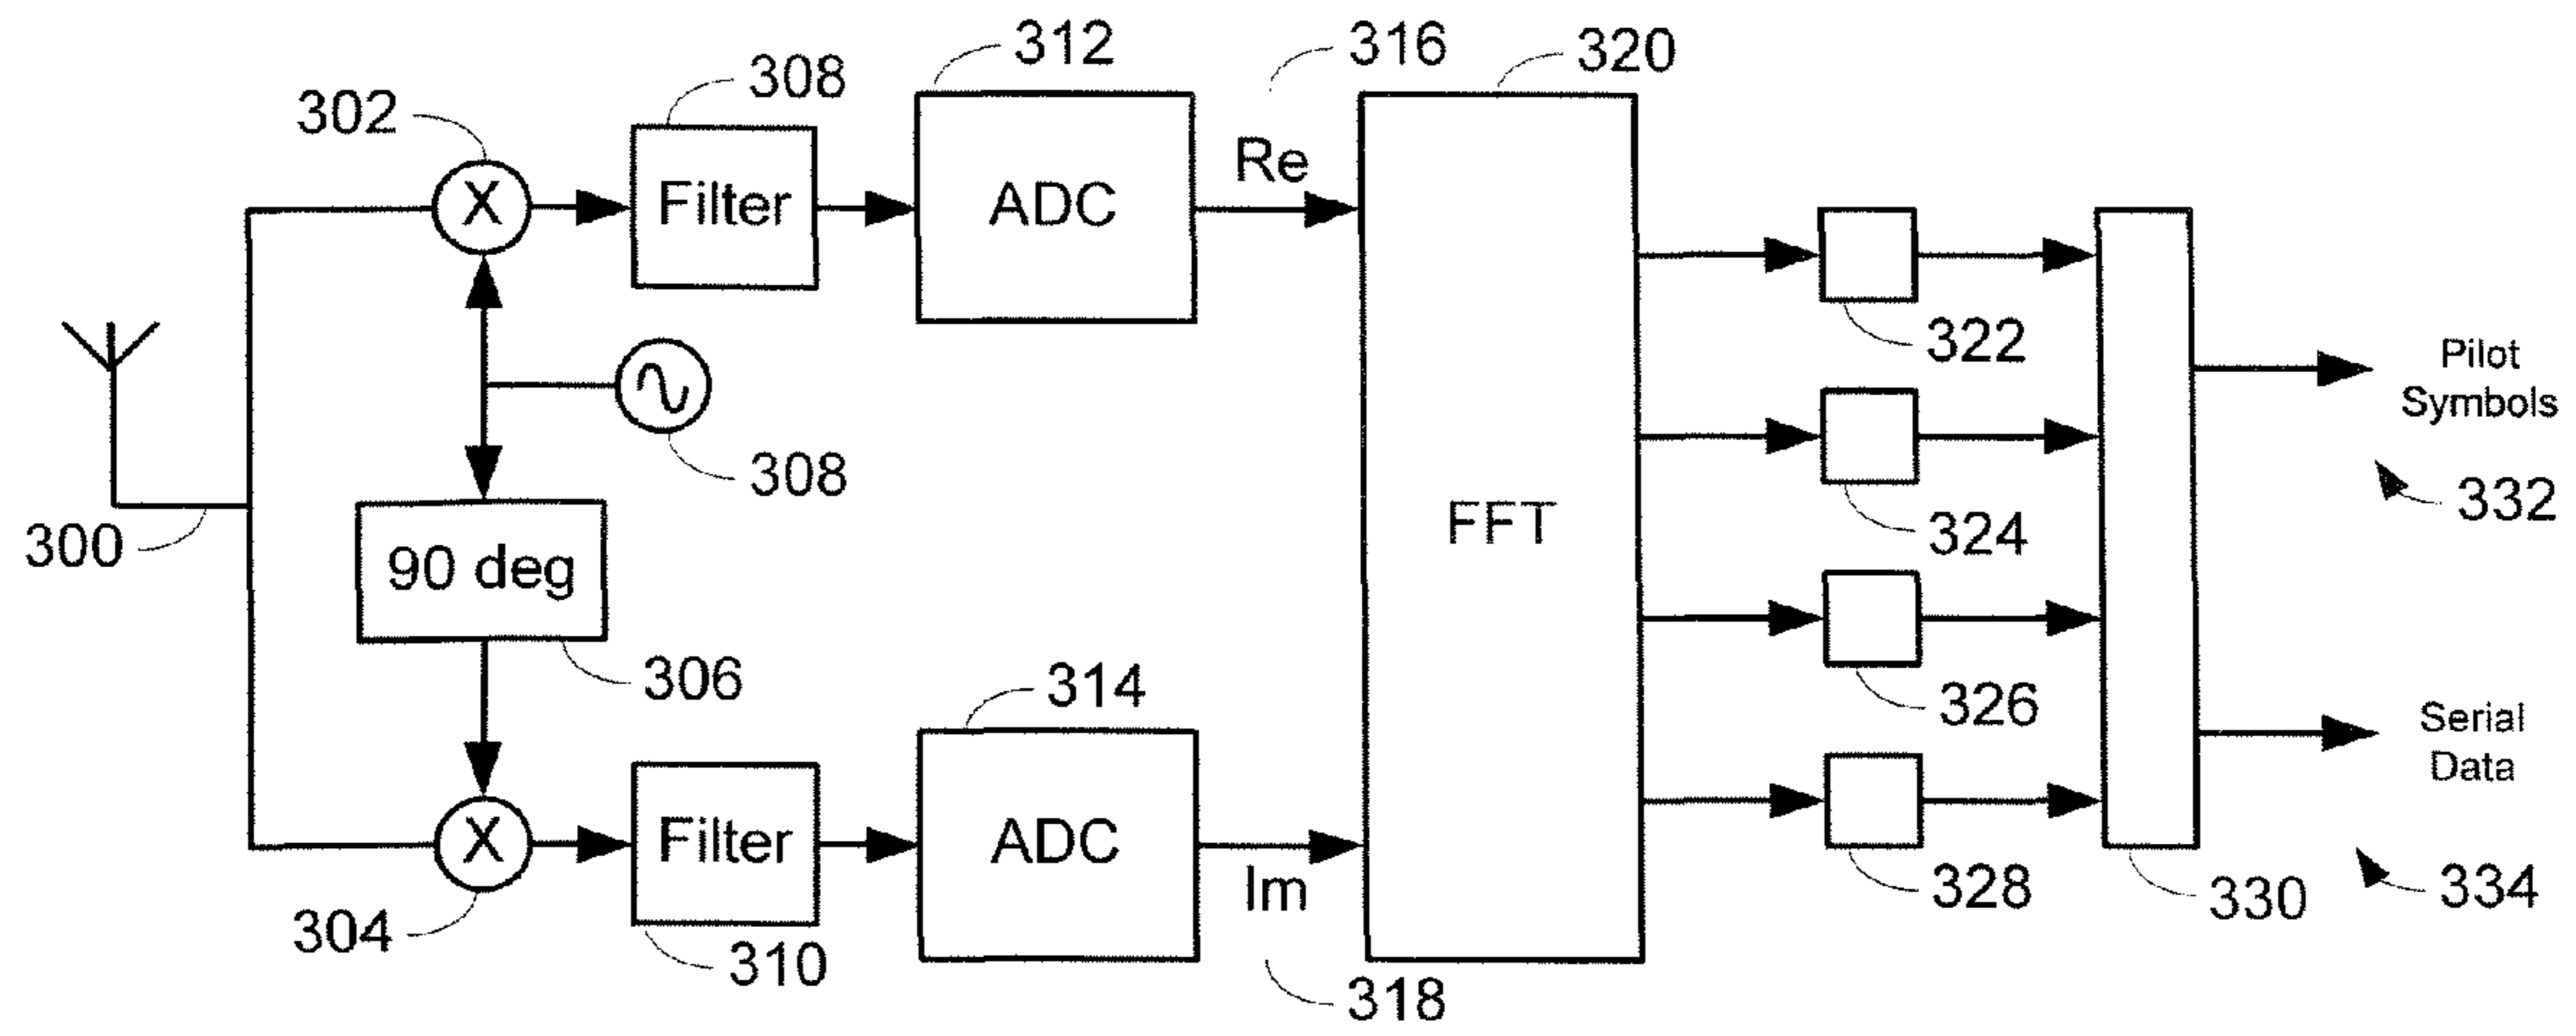 312
316
320
308
302
Re
X
Filter
ADC
322
Pilot
Symbols
308
324
332
FFT
300
90 deg
306
314
326
Serial
Data
X
Filter
ADC
Im
328
330
334
304
310
318